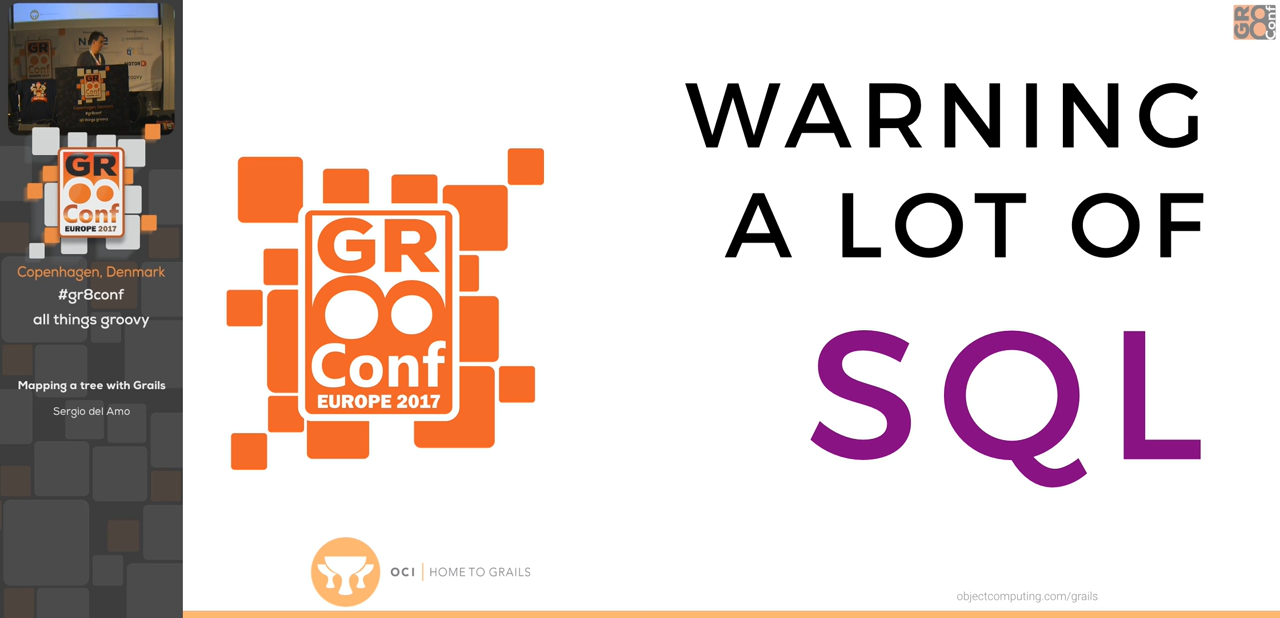 GR
Conf
EUROPE 2017
Copenhagen, Denmark
#gr8conf
all things groovy
Mapping a tree with Grails
Sergio del Amo
GR
Conf
EUROPE 2017
WARNING
A LOT OF
SQL
OCI | HOME TO GRAILS
objectcomputing.com/grails
GR
Conf